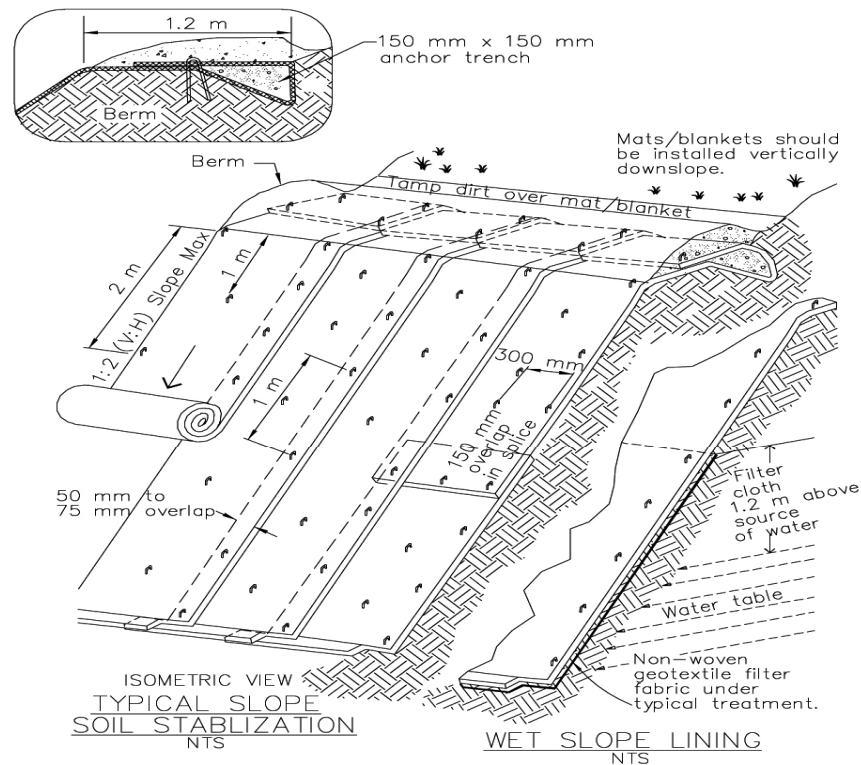 1.2 m
150 mm x 150 mm
anchor trench
Berm
Mats/blankets should
be installed vertically
downslope.
Berm
Tamp dirt over mat/blanket
2 m
1 m
1:2 (V:H) Slope Max
300 mm
1 m
150 mm
overlap
in splice
50 mm to
75 mm overlap
Filter
cloth
1.2 m above
source
of water
Water table
Non-woven
geotextile filter
fabric under
typical treatment.
ISOMETRIC VIEW
TYPICAL SLOPE
SOIL STABLIZATION
NTS
WET SLOPE LINING
NTS